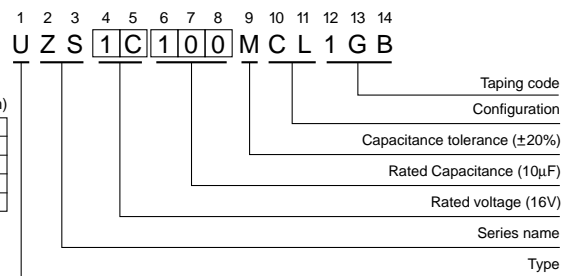 1 2 3 4 5 6 7 8 9 10 11 12 13 14
U Z S 1 C 1 0 0 M C L 1 G B
)
Taping code
Configuration
Capacitance tolerance (±20%)
Rated Capacitance (10µF)
Rated voltage (16V)
Series name
Type